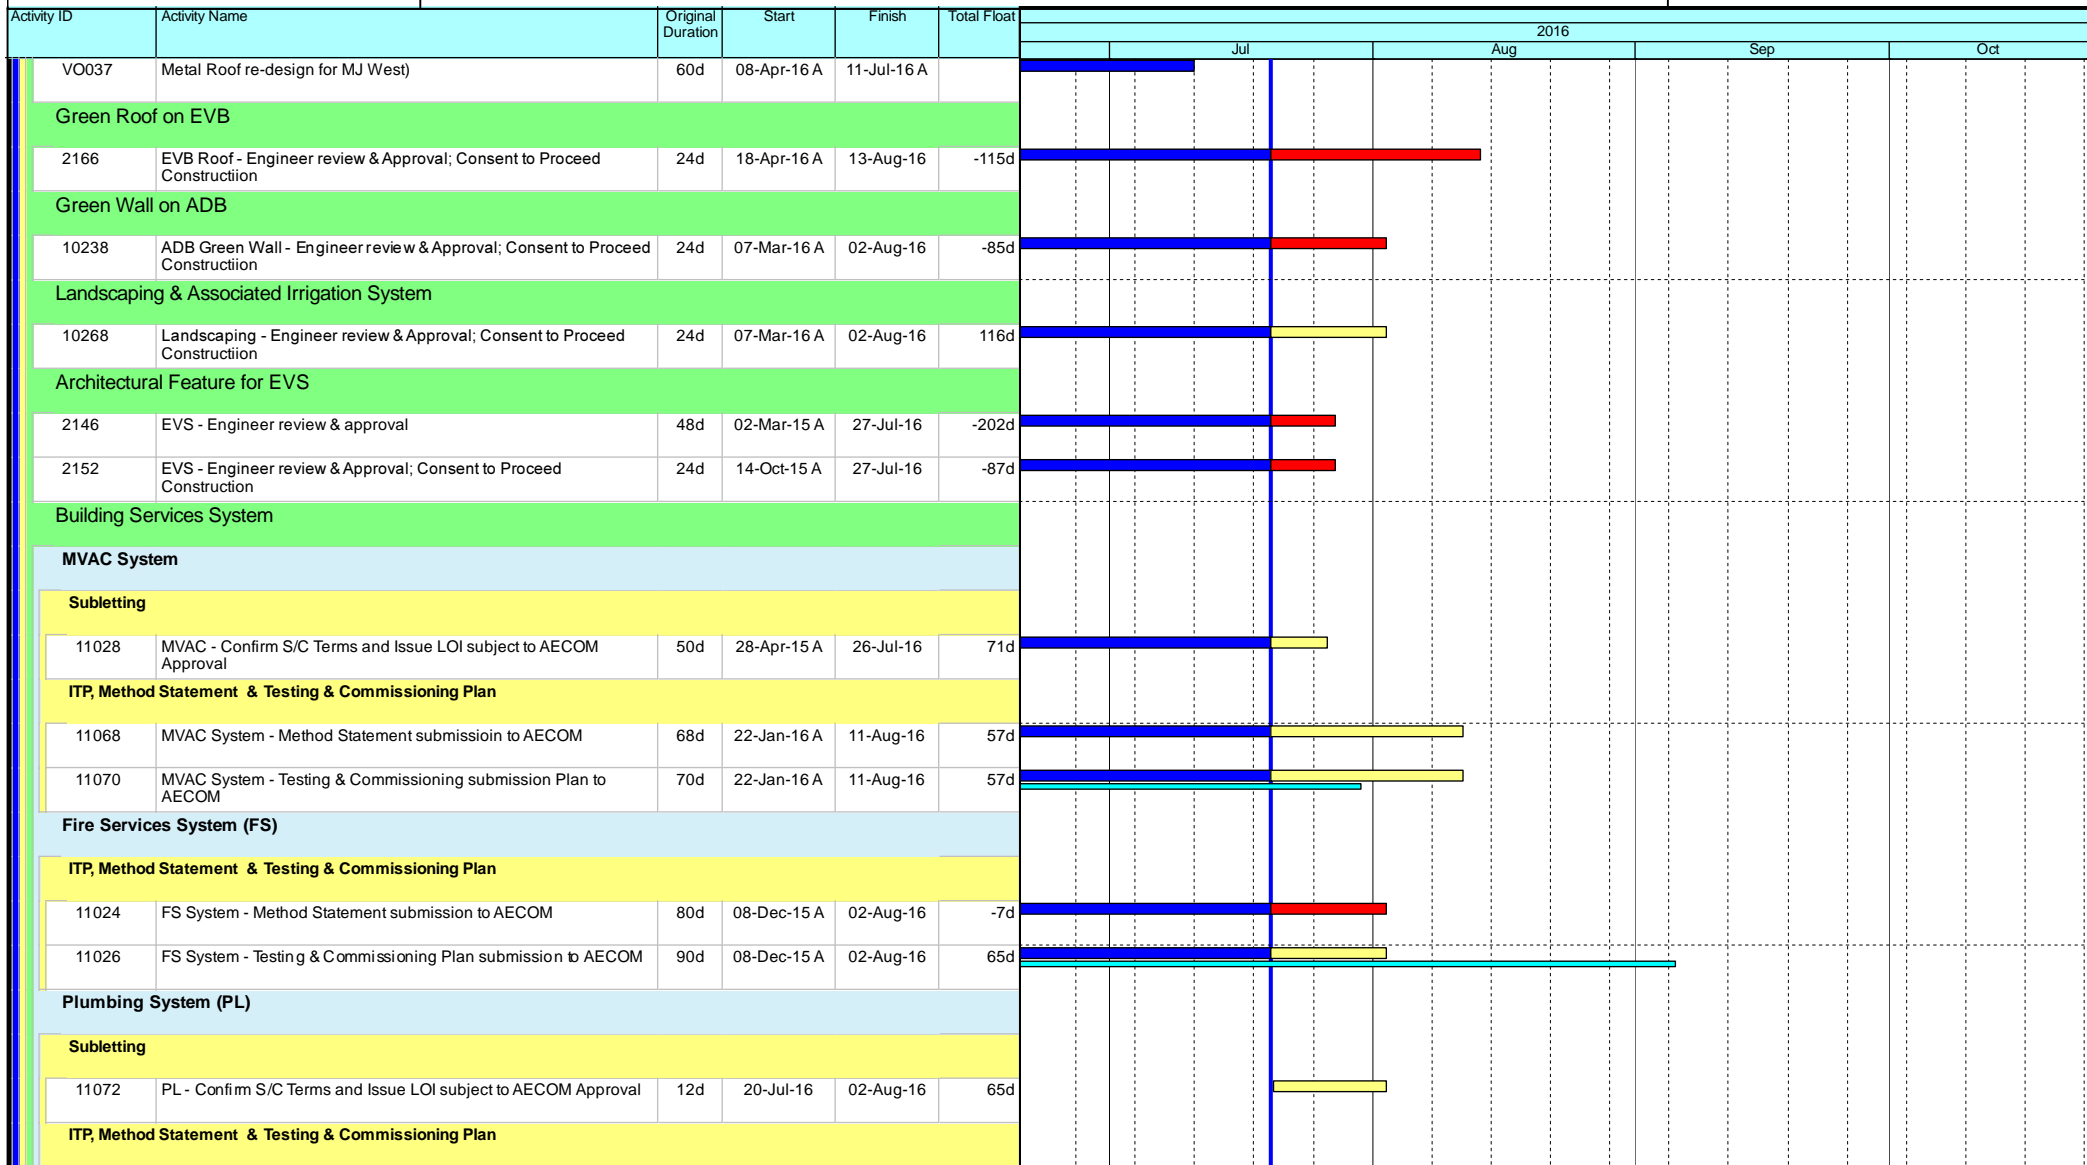 Activity ID Activity Name Original Duration Start Finish Total Float
2016
Jul Aug Sep Oct
VO037 Metal Roof re-design for MJ West) 60d 08-Apr-16 A 11-Jul-16 A
Green Roof on EVB
2166 EVB Roof - Engineer review & Approval; Consent to Proceed 24d 18-Apr-16 A 13-Aug-16 -115d
Constructiion
Green Wall on ADB
10238 ADB Green Wall - Engineer review & Approval; Consent to Proceed 24d 07-Mar-16 A 02-Aug-16 -85d
Constructiion
Landscaping & Associated Irrigation System
10268 Landscaping - Engineer review & Approval; Consent to Proceed 24d 07-Mar-16 A 02-Aug-16 116d
Constructiion
Architectural Feature for EVS
2146 EVS - Engineer review & approval 48d 02-Mar-15 A 27-Jul-16 -202d
2152 EVS - Engineer review & Approval; Consent to Proceed 24d 14-Oct-15 A 27-Jul-16 -87d
Construction
Building Services System
MVAC System
Subletting
11028 MVAC - Confirm S/C Terms and Issue LOI subject to AECOM 50d 28-Apr-15 A 26-Jul-16 71d
Approval
ITP, Method Statement & Testing & Commissioning Plan
11068 MVAC System - Method Statement submissioin to AECOM 68d 22-Jan-16 A 11-Aug-16 57d
11070 MVAC System - Testing & Commissioning submission Plan to 70d 22-Jan-16 A 11-Aug-16 57d
AECOM
Fire Services System (FS)
ITP, Method Statement & Testing & Commissioning Plan
11024 FS System - Method Statement submission to AECOM 80d 08-Dec-15 A 02-Aug-16 -7d
11026 FS System - Testing & Commissioning Plan submission to AECOM 90d 08-Dec-15 A 02-Aug-16 65d
Plumbing System (PL)
Subletting
11072 PL - Confirm S/C Terms and Issue LOI subject to AECOM Approval 12d 20-Jul-16 02-Aug-16 65d
ITP, Method Statement & Testing & Commissioning Plan